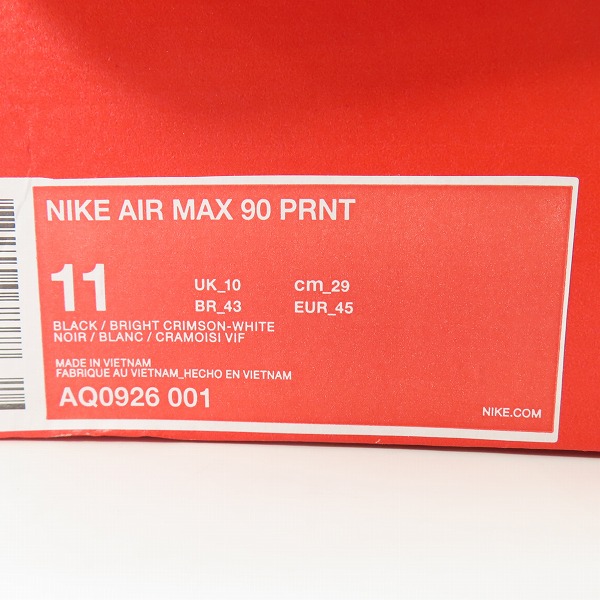 NIKE AIR MAX 90 PRNT
11 UK_10 cm_29
BR_43 EUR_45
BLACK / BRIGHT CRIMSON-WHITE
NOIR / BLANC / CRAMOISI VIF
MADE IN VIETNAM
FABRIQUE AU VIETNAM_HECHO EN VIETNAM
AQ0926 001
NIKE.COM